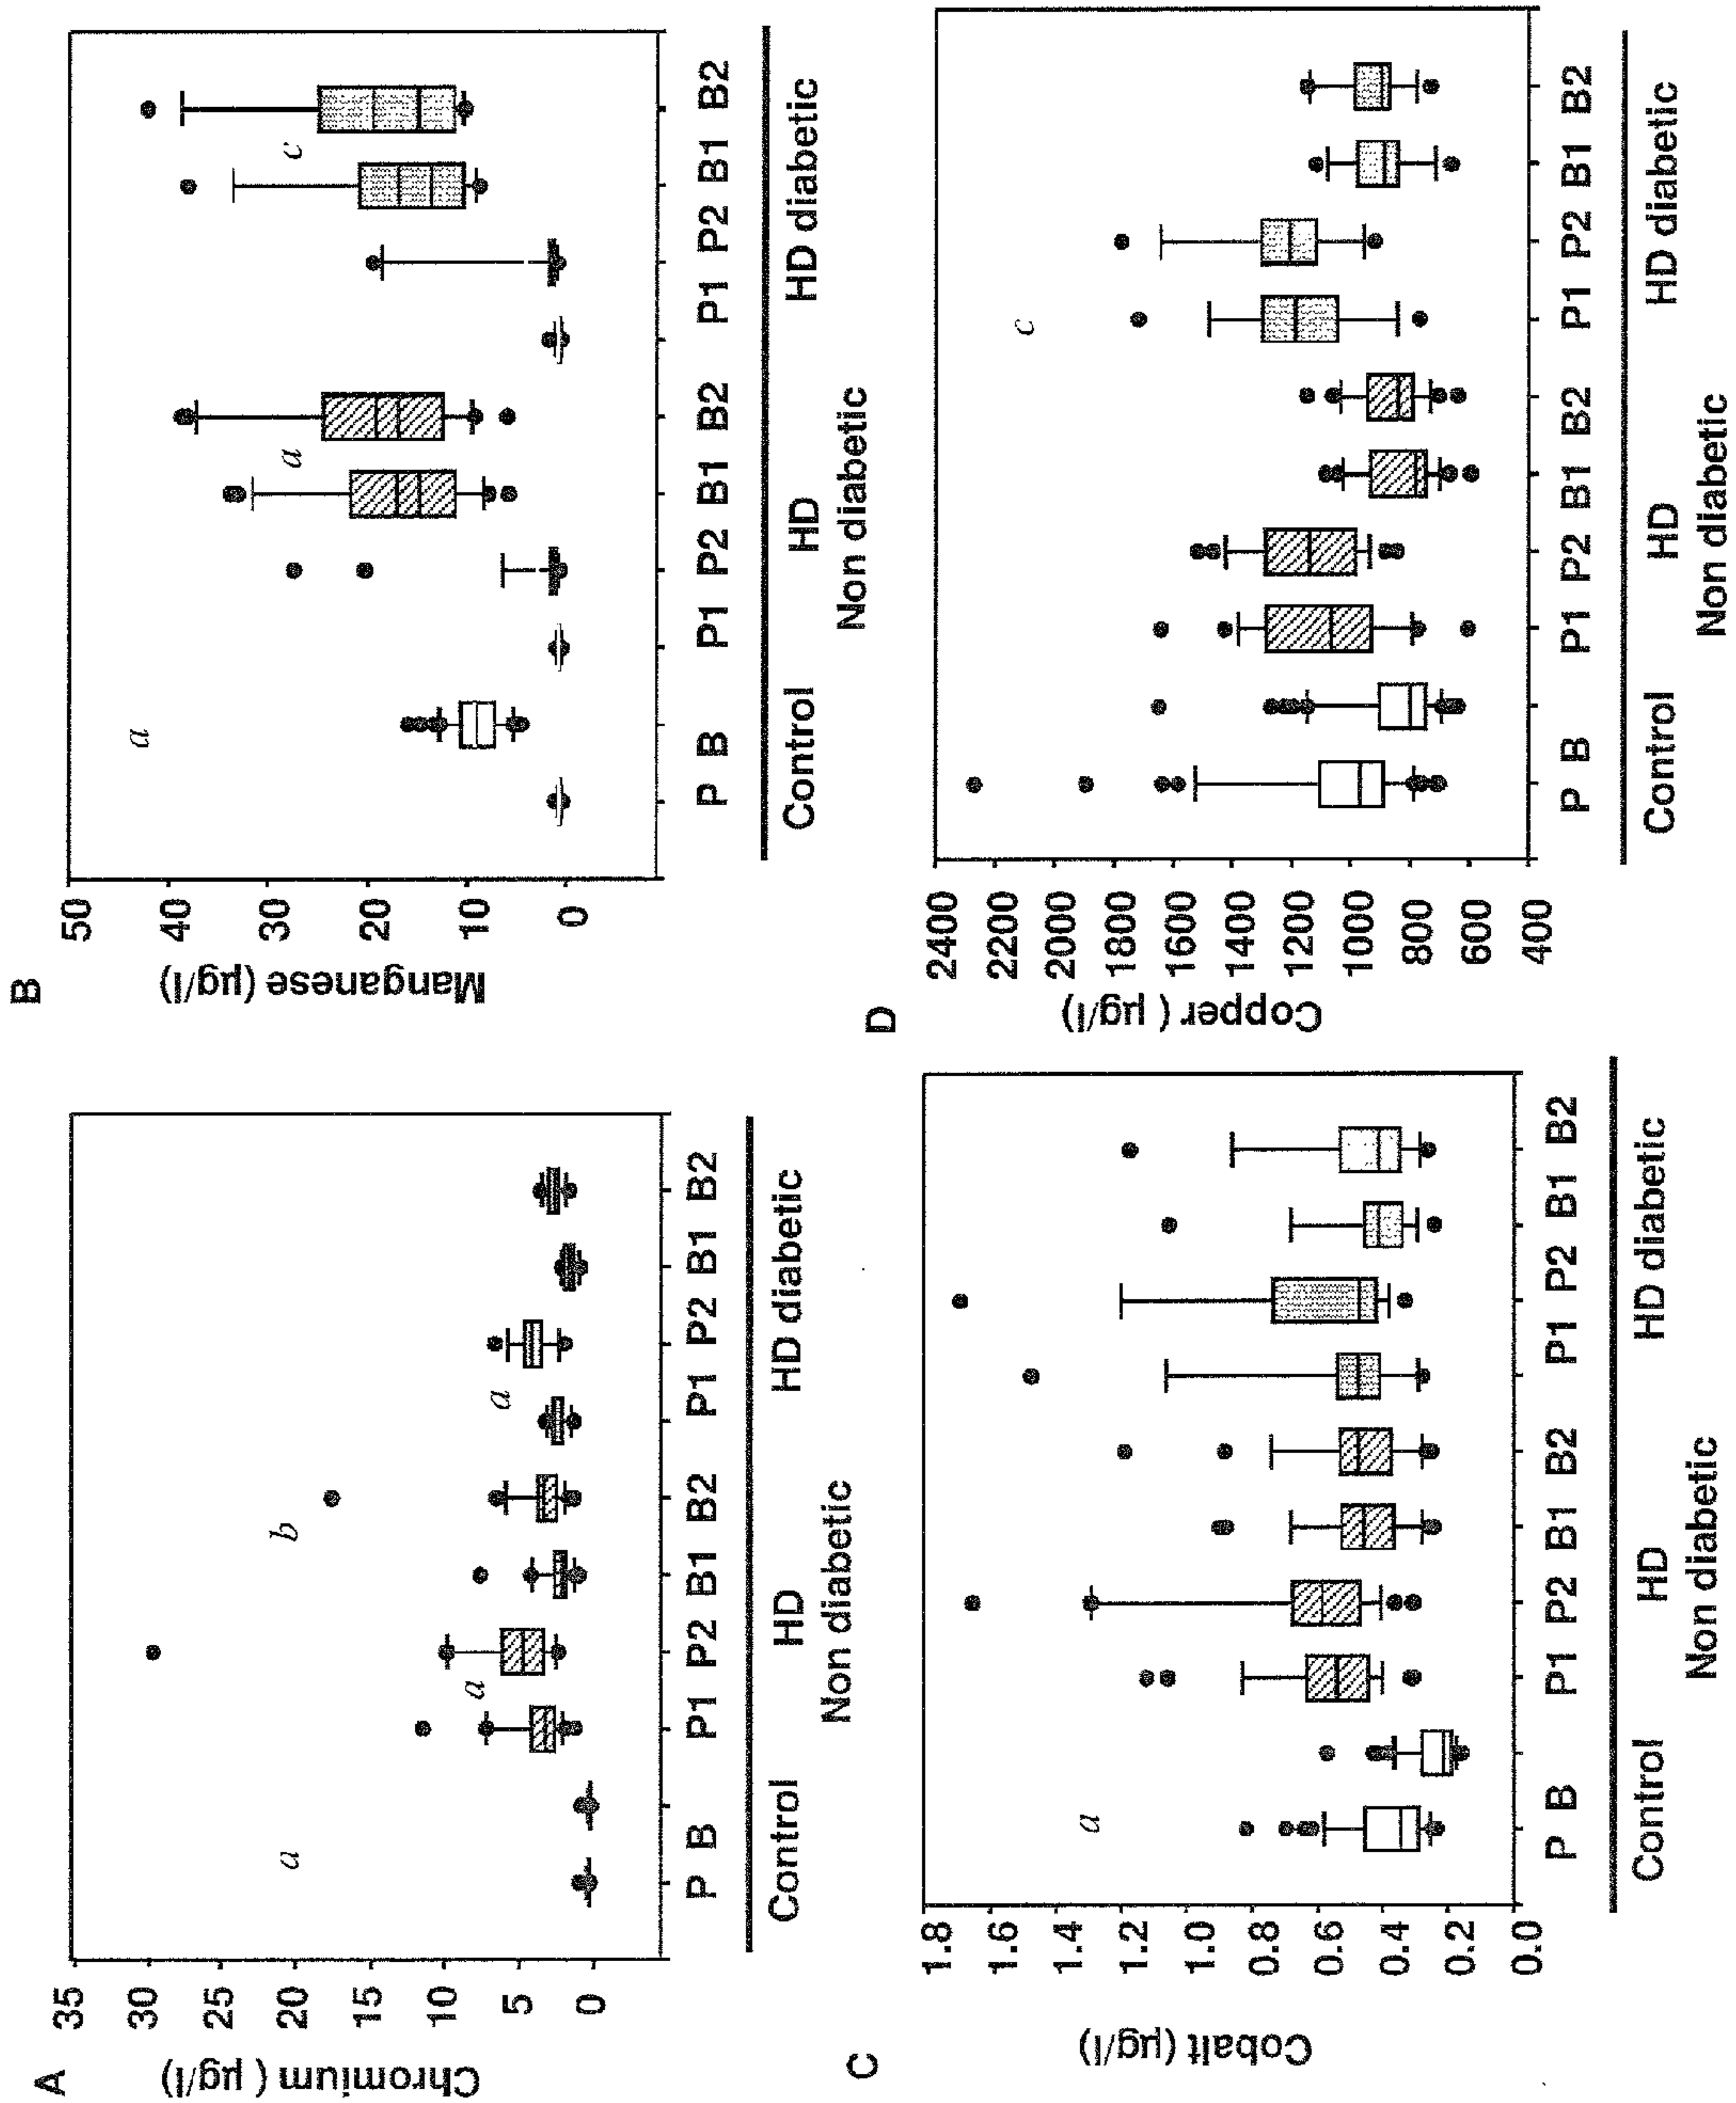 A
Chromium ( µg/l)
35
30
25
20
15
10
5
0
a
a
b
a
P B P1 P2 B1 B2 P1 P2 B1 B2
Control HD HD diabetic
Non diabetic
B
Manganese (µg/l)
50
40
30
20
10
0
a
a
c
P B P1 P2 B1 B2 P1 P2 B1 B2
Control HD HD diabetic
Non diabetic
C
Cobalt (µg/l)
1.8
1.6
1.4
1.2
1.0
0.8
0.6
0.4
0.2
0.0
a
P B P1 P2 B1 B2 P1 P2 B1 B2
Control HD HD diabetic
Non diabetic
D
Copper ( µg/l)
2400
2200
2000
1800
1600
1400
1200
1000
800
600
400
c
P B P1 P2 B1 B2 P1 P2 B1 B2
Control HD HD diabetic
Non diabetic